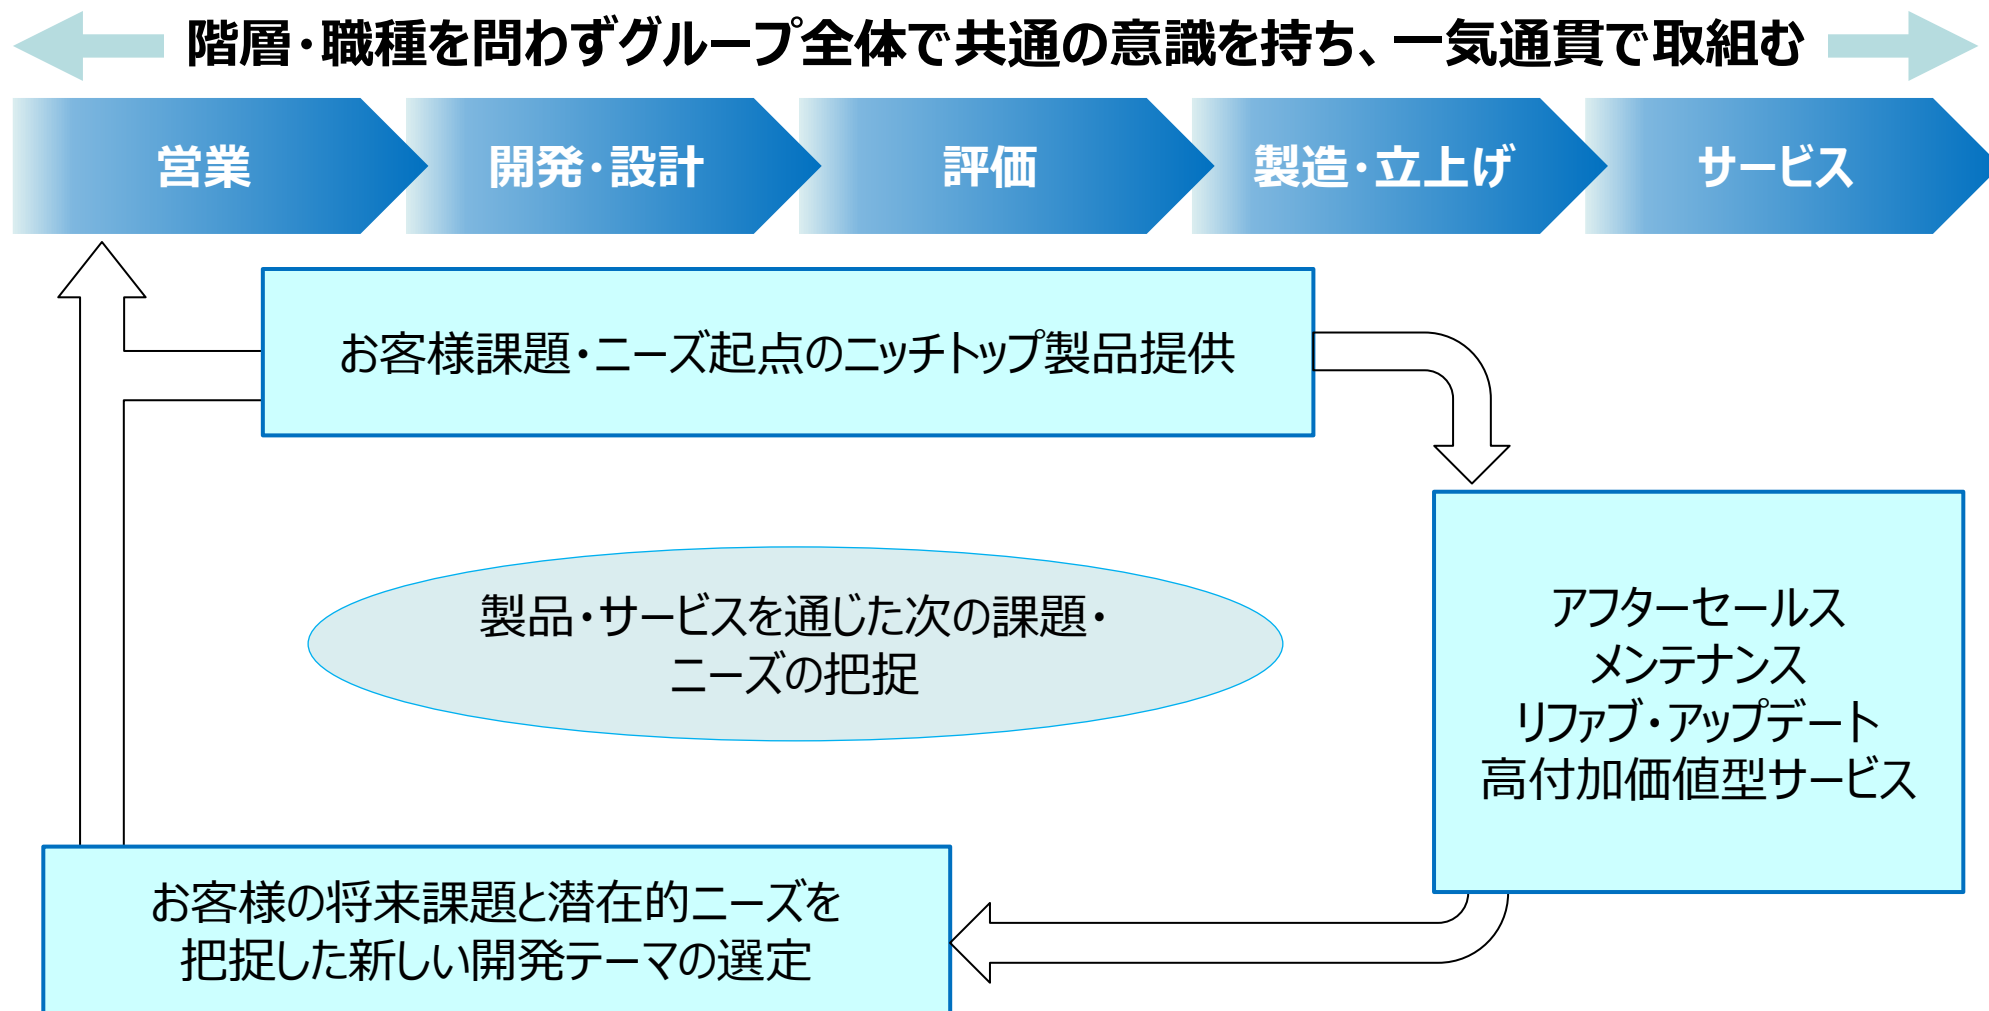 階層・職種を問わずグループ全体で共通の意識を持ち、一気通貫で取組む
営業
開発・設計
評価
製造・立上げ
サービス
お客様課題・ニーズ起点のニッチトップ製品提供
製品・サービスを通じた次の課題・
ニーズの把捉
アフターセールス
メンテナンス
リファブ・アップデート
高付加価値型サービス
お客様の将来課題と潜在的ニーズを
把捉した新しい開発テーマの選定